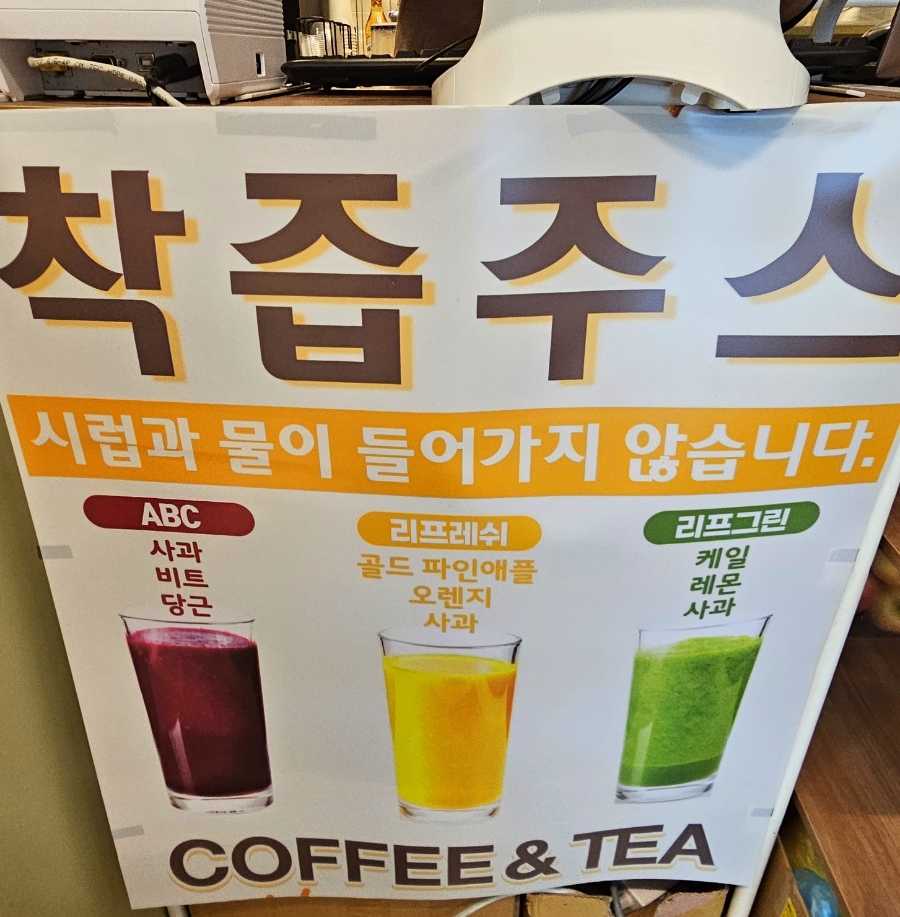 착즙주스
시럽과 물이 들어가지 않습니다.
ABC
사과
비트
당근
리프레쉬
골드 파인애플
오렌지
사과
리프그린
케일
레몬
사과
COFFEE & TEA